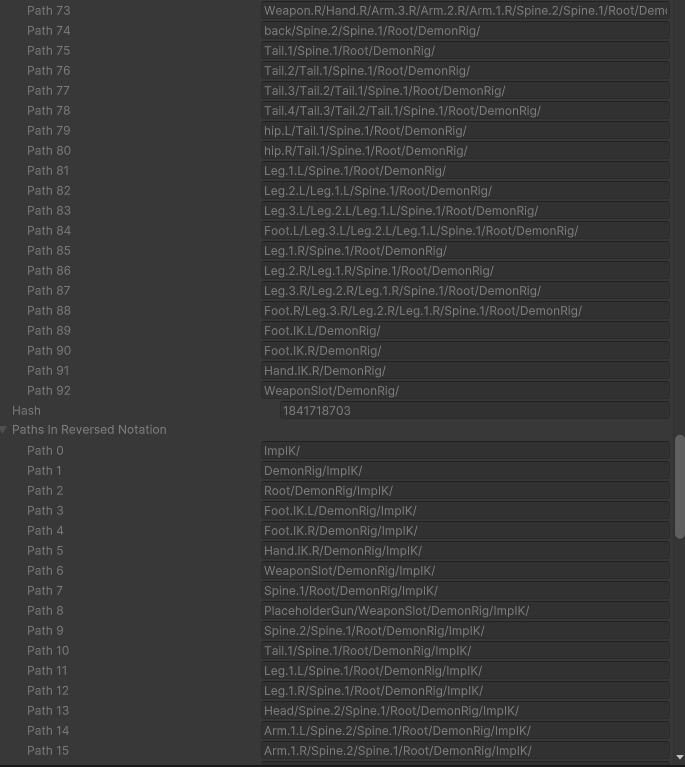 Path 73 Weapon.R/Hand.R/Arm.3.R/Arm.2.R/Arm.1.R/Spine.2/Spine.1/Root/Demo
Path 74 back/Spine.2/Spine.1/Root/DemonRig/
Path 75 Tail.1/Spine.1/Root/DemonRig/
Path 76 Tail.2/Tail.1/Spine.1/Root/DemonRig/
Path 77 Tail.3/Tail.2/Tail.1/Spine.1/Root/DemonRig/
Path 78 Tail.4/Tail.3/Tail.2/Tail.1/Spine.1/Root/DemonRig/
Path 79 hip.L/Tail.1/Spine.1/Root/DemonRig/
Path 80 hip.R/Tail.1/Spine.1/Root/DemonRig/
Path 81 Leg.1.L/Spine.1/Root/DemonRig/
Path 82 Leg.2.L/Leg.1.L/Spine.1/Root/DemonRig/
Path 83 Leg.3.L/Leg.2.L/Leg.1.L/Spine.1/Root/DemonRig/
Path 84 Foot.L/Leg.3.L/Leg.2.L/Leg.1.L/Spine.1/Root/DemonRig/
Path 85 Leg.1.R/Spine.1/Root/DemonRig/
Path 86 Leg.2.R/Leg.1.R/Spine.1/Root/DemonRig/
Path 87 Leg.3.R/Leg.2.R/Leg.1.R/Spine.1/Root/DemonRig/
Path 88 Foot.R/Leg.3.R/Leg.2.R/Leg.1.R/Spine.1/Root/DemonRig/
Path 89 Foot.IK.L/DemonRig/
Path 90 Foot.IK.R/DemonRig/
Path 91 Hand.IK.R/DemonRig/
Path 92 WeaponSlot/DemonRig/
Hash 1841718703
Paths In Reversed Notation
Path 0 ImpIK/
Path 1 DemonRig/ImpIK/
Path 2 Root/DemonRig/ImpIK/
Path 3 Foot.IK.L/DemonRig/ImpIK/
Path 4 Foot.IK.R/DemonRig/ImpIK/
Path 5 Hand.IK.R/DemonRig/ImpIK/
Path 6 WeaponSlot/DemonRig/ImpIK/
Path 7 Spine.1/Root/DemonRig/ImpIK/
Path 8 PlaceholderGun/WeaponSlot/DemonRig/ImpIK/
Path 9 Spine.2/Spine.1/Root/DemonRig/ImpIK/
Path 10 Tail.1/Spine.1/Root/DemonRig/ImpIK/
Path 11 Leg.1.L/Spine.1/Root/DemonRig/ImpIK/
Path 12 Leg.1.R/Spine.1/Root/DemonRig/ImpIK/
Path 13 Head/Spine.2/Spine.1/Root/DemonRig/ImpIK/
Path 14 Arm.1.L/Spine.2/Spine.1/Root/DemonRig/ImpIK/
Path 15 Arm.1.R/Spine.2/Spine.1/Root/DemonRig/ImpIK/